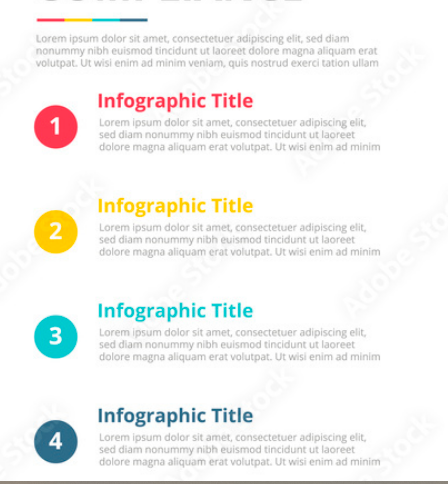 Lorem ipsum dolor sit amet, consectetuer adipiscing elit, sed diam
nonummy nibh euismod tincidunt ut laoreet dolore magna aliquam erat
volutpat. Ut wisi enim ad minim veniam, quis nostrud exerci tation ullam
Infographic Title
1
Lorem ipsum dolor sit amet, consectetuer adipiscing elit,
sed diam nonummy nibh euismod tincidunt ut laoreet
dolore magna aliquam erat volutpat. Ut wisi enim ad minim
Infographic Title
2
Lorem ipsum dolor sit amet, consectetuer adipiscing elit,
sed diam nonummy nibh euismod tincidunt ut laoreet
dolore magna aliquam erat volutpat. Ut wisi enim ad minim
Infographic Title
3
Lorem ipsum dolor sit amet, consectetuer adipiscing elit,
sed diam nonummy nibh euismod tincidunt ut laoreet
dolore magna aliquam erat volutpat. Ut wisi enim ad minim
Infographic Title
4
Lorem ipsum dolor sit amet, consectetuer adipiscing elit,
sed diam nonummy nibh euismod tincidunt ut laoreet
dolore magna aliquam erat volutpat. Ut wisi enim ad minim
Adobe Stock